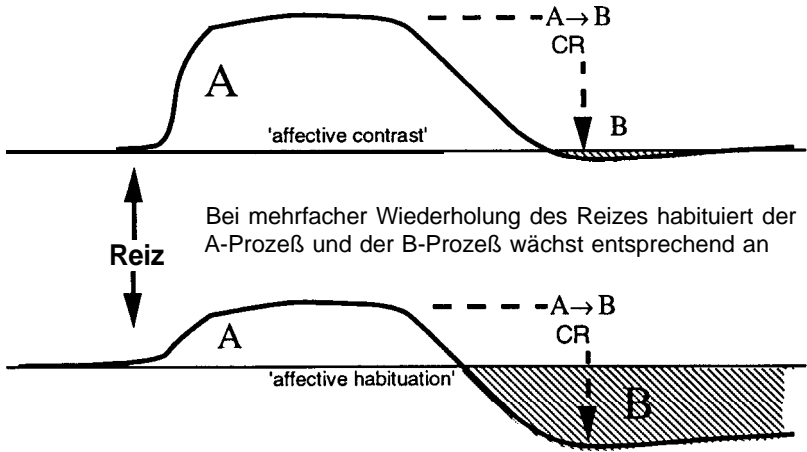 A→B
CR
A
B
'affective contrast'
Bei mehrfacher Wiederholung des Reizes habituiert der
Reiz
A-Prozeß und der B-Prozeß wächst entsprechend an
A→B
CR
A
'affective habituation'
B